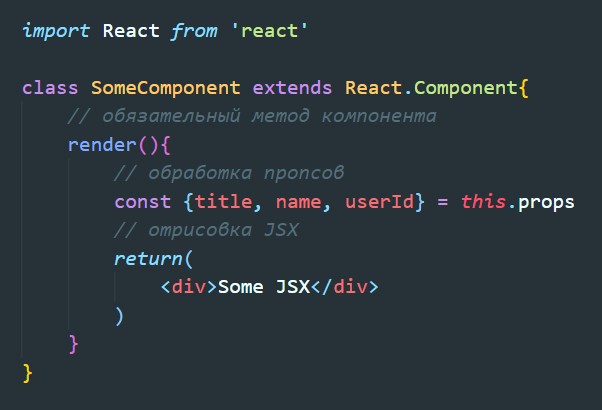 import React from 'react'
class SomeComponent extends React.Component{
// обязательный метод компонента
render(){
// обработка пропсов
const {title, name, userId} = this.props
// отрисовка JSX
return(
<div>Some JSX</div>
)
}
}